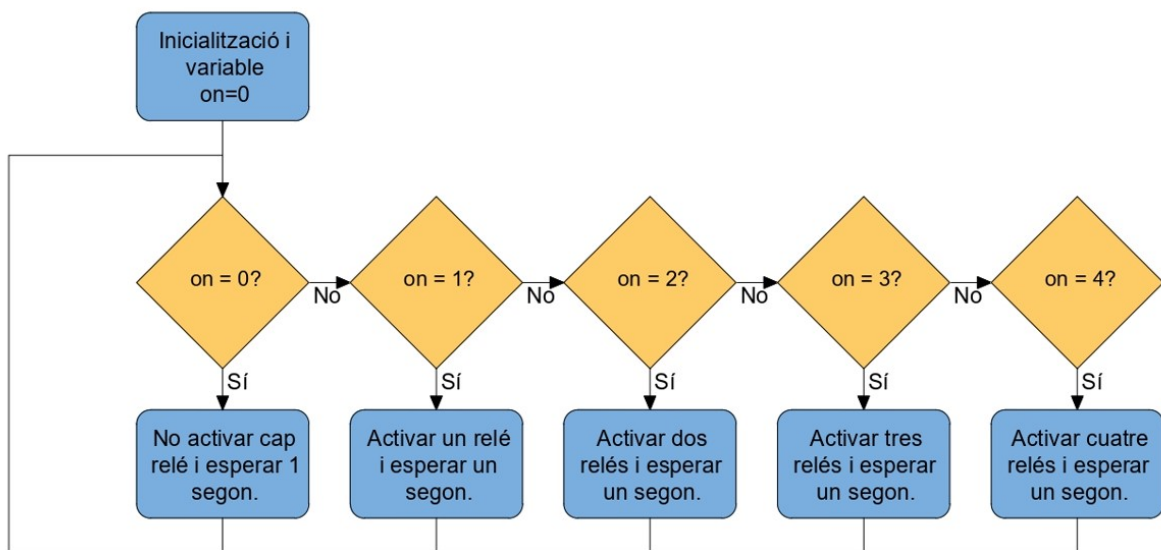 Inicialització i
variable
on=0
on = 0?
No
on = 1?
No
on = 2?
No
on = 3?
No
on = 4?
Sí
Sí
Sí
Sí
Sí
No activar cap
relé i esperar 1
segon.
Activar un relé
i esperar un
segon.
Activar dos
relés i esperar
un segon.
Activar tres
relés i esperar
un segon.
Activar cuatre
relés i esperar
un segon.